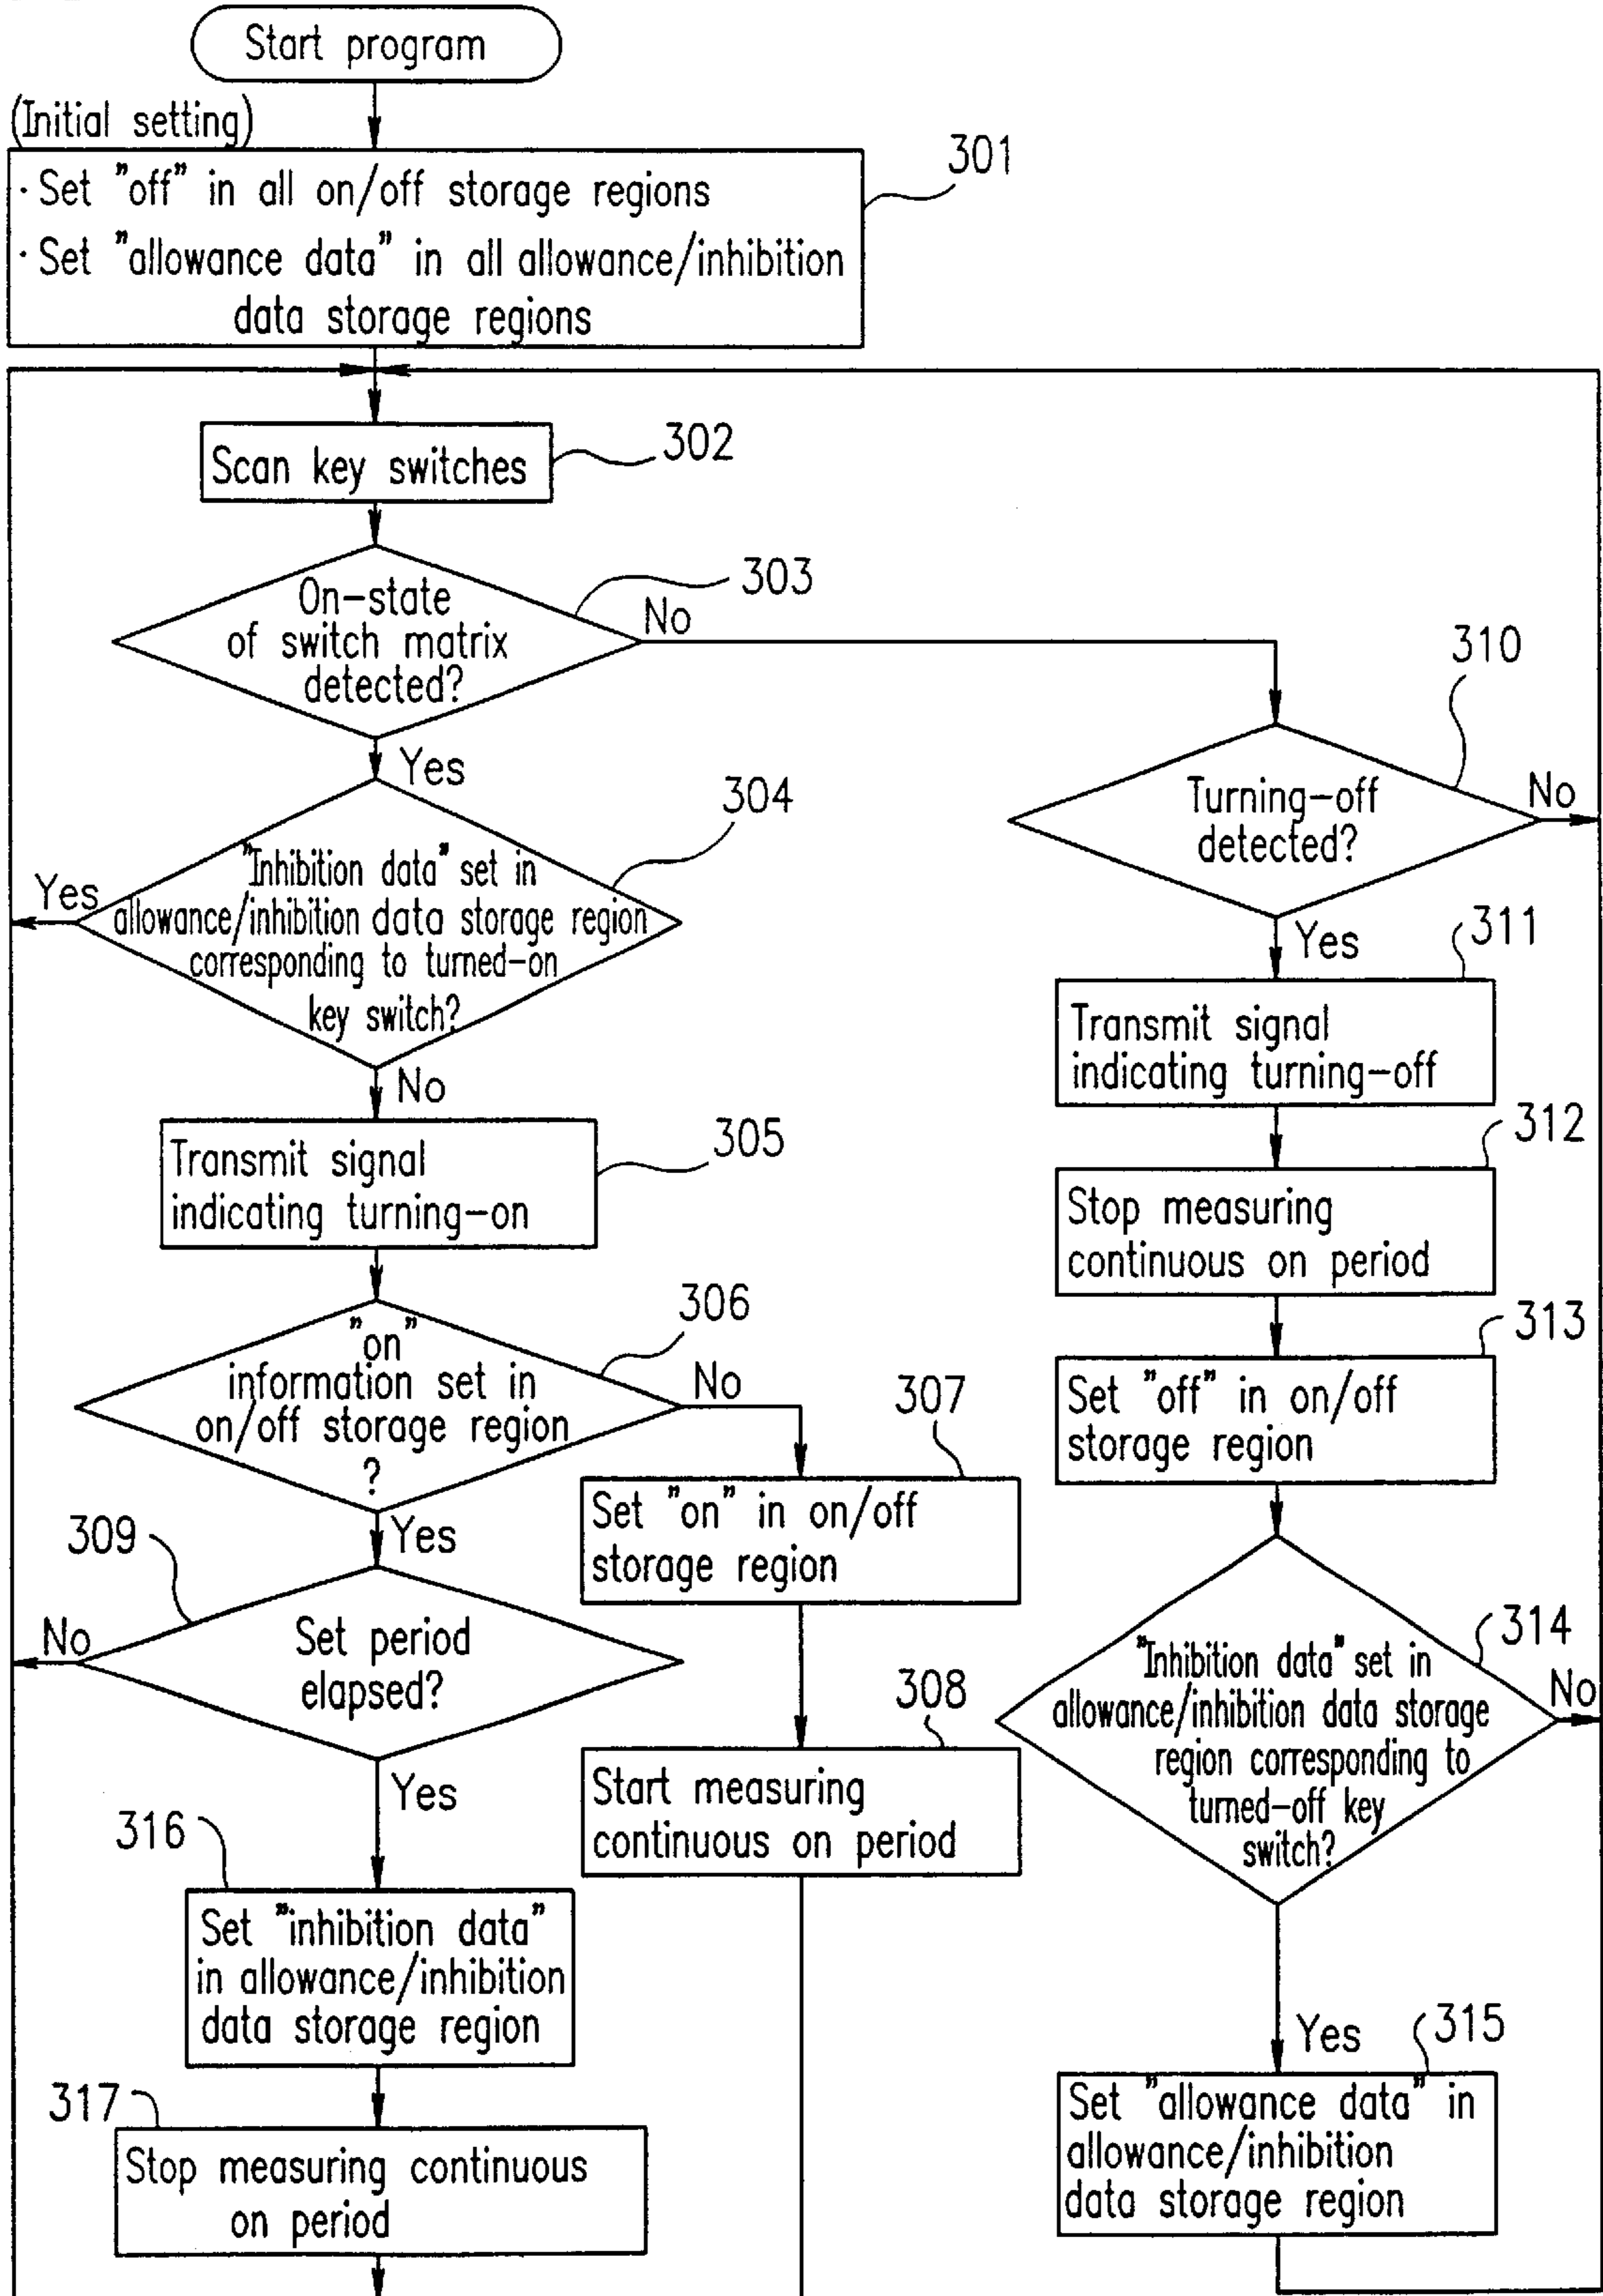 Start program
(Initial setting)
· Set "off" in all on/off storage regions
· Set "allowance data" in all allowance/inhibition
data storage regions
301
Scan key switches
302
On-state
of switch matrix
detected?
303
No
Yes
"Inhibition data" set in
allowance/inhibition data storage region
corresponding to turned-on
key switch?
304
Yes
No
Transmit signal
indicating turning-on
305
"on"
information set in
on/off storage region
?
306
No
Yes
Set "on" in on/off
storage region
307
Start measuring
continuous on period
308
Set period
elapsed?
309
No
Yes
Set "inhibition data"
in allowance/inhibition
data storage region
316
Stop measuring continuous
on period
317
Turning-off
detected?
310
No
Yes
Transmit signal
indicating turning-off
311
Stop measuring
continuous on period
312
Set "off" in on/off
storage region
313
"Inhibition data" set in
allowance/inhibition data storage
region corresponding to
turned-off key
switch?
314
No
Yes
Set "allowance data" in
allowance/inhibition
data storage region
315